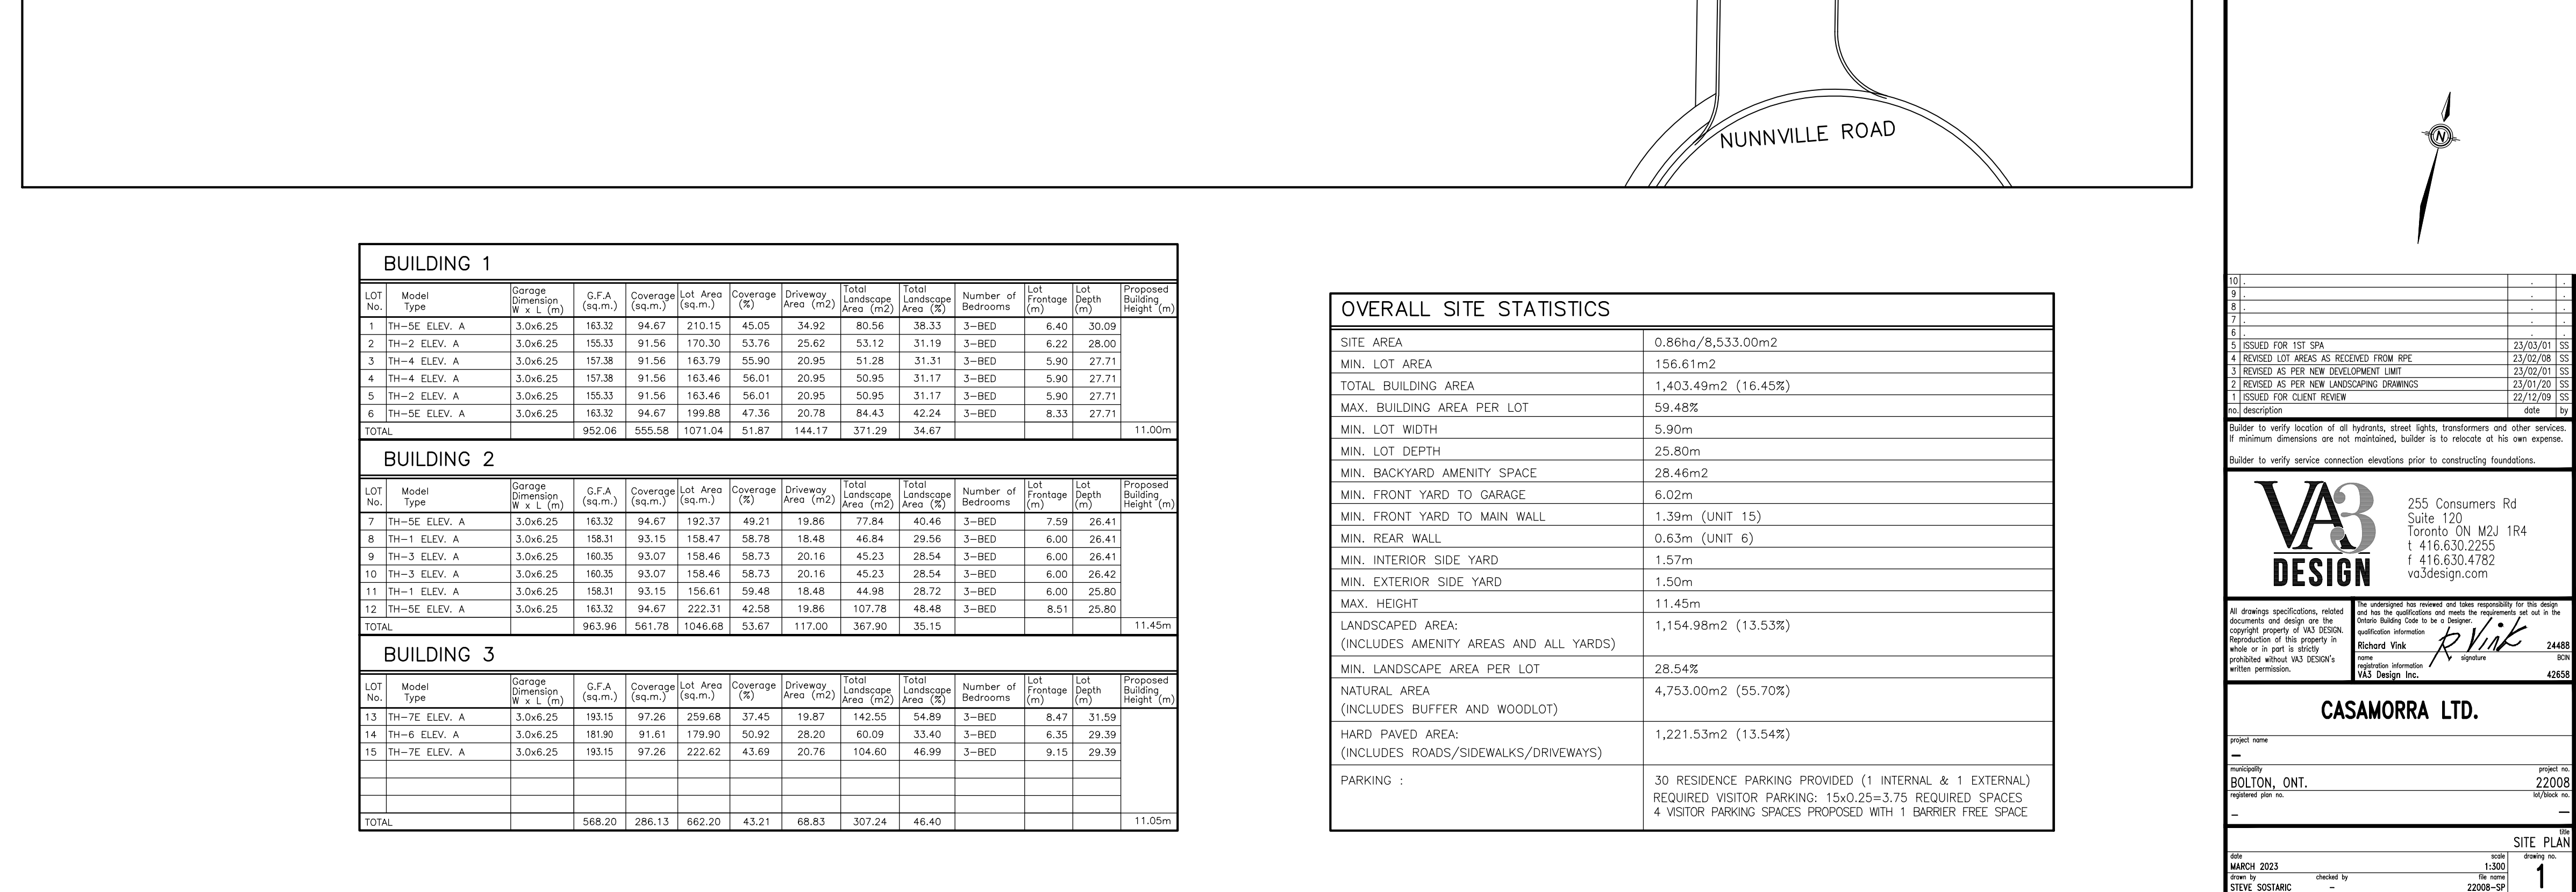 NUNNVILLE ROAD
N
BUILDING 1
LOT No. Model Type Garage Dimension W x L (m) G.F.A (sq.m.) Coverage (sq.m.) Lot Area (sq.m.) Coverage (%) Driveway Area (m2) Total Landscape Area (m2) Total Landscape Area (%) Number of Bedrooms Lot Frontage (m) Lot Depth (m) Proposed Building Height (m)
1 TH-5E ELEV. A 3.0x6.25 163.32 94.67 210.15 45.05 34.92 80.56 38.33 3-BED 6.40 30.09
2 TH-2 ELEV. A 3.0x6.25 155.33 91.56 170.30 53.76 25.62 53.12 31.19 3-BED 6.22 28.00
3 TH-4 ELEV. A 3.0x6.25 157.38 91.56 163.79 55.90 20.95 51.28 31.31 3-BED 5.90 27.71
4 TH-4 ELEV. A 3.0x6.25 157.38 91.56 163.46 56.01 20.95 50.95 31.17 3-BED 5.90 27.71
5 TH-2 ELEV. A 3.0x6.25 155.33 91.56 163.46 56.01 20.95 50.95 31.17 3-BED 5.90 27.71
6 TH-5E ELEV. A 3.0x6.25 163.32 94.67 199.88 47.36 20.78 84.43 42.24 3-BED 8.33 27.71
TOTAL 952.06 555.58 1071.04 51.87 144.17 371.29 34.67 11.00m
BUILDING 2
LOT No. Model Type Garage Dimension W x L (m) G.F.A (sq.m.) Coverage (sq.m.) Lot Area (sq.m.) Coverage (%) Driveway Area (m2) Total Landscape Area (m2) Total Landscape Area (%) Number of Bedrooms Lot Frontage (m) Lot Depth (m) Proposed Building Height (m)
7 TH-5E ELEV. A 3.0x6.25 163.32 94.67 192.37 49.21 19.86 77.84 40.46 3-BED 7.59 26.41
8 TH-1 ELEV. A 3.0x6.25 158.31 93.15 158.47 58.78 18.48 46.84 29.56 3-BED 6.00 26.41
9 TH-3 ELEV. A 3.0x6.25 160.35 93.07 158.46 58.73 20.16 45.23 28.54 3-BED 6.00 26.41
10 TH-3 ELEV. A 3.0x6.25 160.35 93.07 158.46 58.73 20.16 45.23 28.54 3-BED 6.00 26.42
11 TH-1 ELEV. A 3.0x6.25 158.31 93.15 156.61 59.48 18.48 44.98 28.72 3-BED 6.00 25.80
12 TH-5E ELEV. A 3.0x6.25 163.32 94.67 222.31 42.58 19.86 107.78 48.48 3-BED 8.51 25.80
TOTAL 963.96 561.78 1046.68 53.67 117.00 367.90 35.15 11.45m
BUILDING 3
LOT No. Model Type Garage Dimension W x L (m) G.F.A (sq.m.) Coverage (sq.m.) Lot Area (sq.m.) Coverage (%) Driveway Area (m2) Total Landscape Area (m2) Total Landscape Area (%) Number of Bedrooms Lot Frontage (m) Lot Depth (m) Proposed Building Height (m)
13 TH-7E ELEV. A 3.0x6.25 193.15 97.26 259.68 37.45 19.87 142.55 54.89 3-BED 8.47 31.59
14 TH-6 ELEV. A 3.0x6.25 181.90 91.61 179.90 50.92 28.20 60.09 33.40 3-BED 6.35 29.39
15 TH-7E ELEV. A 3.0x6.25 193.15 97.26 222.62 43.69 20.76 104.60 46.99 3-BED 9.15 29.39
TOTAL 568.20 286.13 662.20 43.21 68.83 307.24 46.40 11.05m
OVERALL SITE STATISTICS
SITE AREA 0.86ha/8,533.00m2
MIN. LOT AREA 156.61m2
TOTAL BUILDING AREA 1,403.49m2 (16.45%)
MAX. BUILDING AREA PER LOT 59.48%
MIN. LOT WIDTH 5.90m
MIN. LOT DEPTH 25.80m
MIN. BACKYARD AMENITY SPACE 28.46m2
MIN. FRONT YARD TO GARAGE 6.02m
MIN. FRONT YARD TO MAIN WALL 1.39m (UNIT 15)
MIN. REAR WALL 0.63m (UNIT 6)
MIN. INTERIOR SIDE YARD 1.57m
MIN. EXTERIOR SIDE YARD 1.50m
MAX. HEIGHT 11.45m
LANDSCAPED AREA: 1,154.98m2 (13.53%)
(INCLUDES AMENITY AREAS AND ALL YARDS)
MIN. LANDSCAPE AREA PER LOT 28.54%
NATURAL AREA 4,753.00m2 (55.70%)
(INCLUDES BUFFER AND WOODLOT)
HARD PAVED AREA: 1,221.53m2 (13.54%)
(INCLUDES ROADS/SIDEWALKS/DRIVEWAYS)
PARKING : 30 RESIDENCE PARKING PROVIDED (1 INTERNAL & 1 EXTERNAL)
REQUIRED VISITOR PARKING: 15x0.25=3.75 REQUIRED SPACES
4 VISITOR PARKING SPACES PROPOSED WITH 1 BARRIER FREE SPACE
10 . . .
9 . . .
8 . . .
7 . . .
6 . . .
5 ISSUED FOR 1ST SPA 23/03/01 SS
4 REVISED LOT AREAS AS RECEIVED FROM RPE 23/02/08 SS
3 REVISED AS PER NEW DEVELOPMENT LIMIT 23/02/01 SS
2 REVISED AS PER NEW LANDSCAPING DRAWINGS 23/01/20 SS
1 ISSUED FOR CLIENT REVIEW 22/12/09 SS
no. description date by
Builder to verify location of all hydrants, street lights, transformers and other services.
If minimum dimensions are not maintained, builder is to relocate at his own expense.
Builder to verify service connection elevations prior to constructing foundations.
VA3 DESIGN
255 Consumers Rd
Suite 120
Toronto ON M2J 1R4
t 416.630.2255
f 416.630.4782
va3design.com
All drawings specifications, related
documents and design are the
copyright property of VA3 DESIGN.
Reproduction of this property in
whole or in part is strictly
prohibited without VA3 DESIGN's
written permission.
The undersigned has reviewed and takes responsibility for this design
and has the qualifications and meets the requirements set out in the
Ontario Building Code to be a Designer.
qualification information
R Vink
Richard Vink 24488
name signature BCIN
registration information
VA3 Design Inc. 42658
CASAMORRA LTD.
project name
-
municipality project no.
BOLTON, ONT. 22008
registered plan no. lot/block no.
- -
title
SITE PLAN
date scale drawing no.
MARCH 2023 1:300 1
drawn by checked by file name
STEVE SOSTARIC - 22008-SP